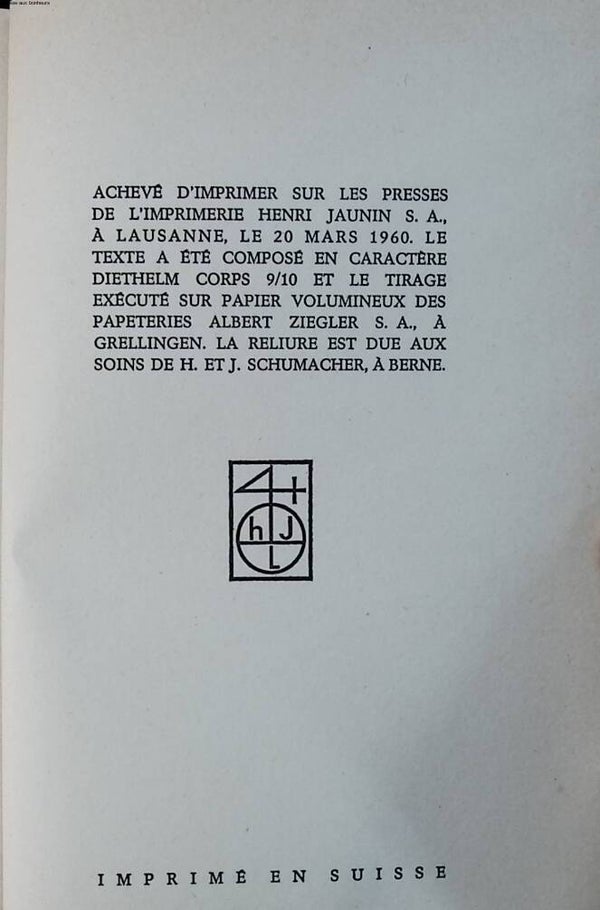 aux bonheurs
ACHEVÉ D'IMPRIMER SUR LES PRESSES
DE L'IMPRIMERIE HENRI JAUNIN S. A.,
À LAUSANNE, LE 20 MARS 1960. LE
TEXTE A ÉTÉ COMPOSÉ EN CARACTÈRE
DIETHELM CORPS 9/10 ET LE TIRAGE
EXÉCUTÉ SUR PAPIER VOLUMINEUX DES
PAPETERIES ALBERT ZIEGLER S. A., À
GRELLINGEN. LA RELIURE EST DUE AUX
SOINS DE H. ET J. SCHUMACHER, À BERNE.
4
h J
L
IMPRIMÉ EN SUISSE